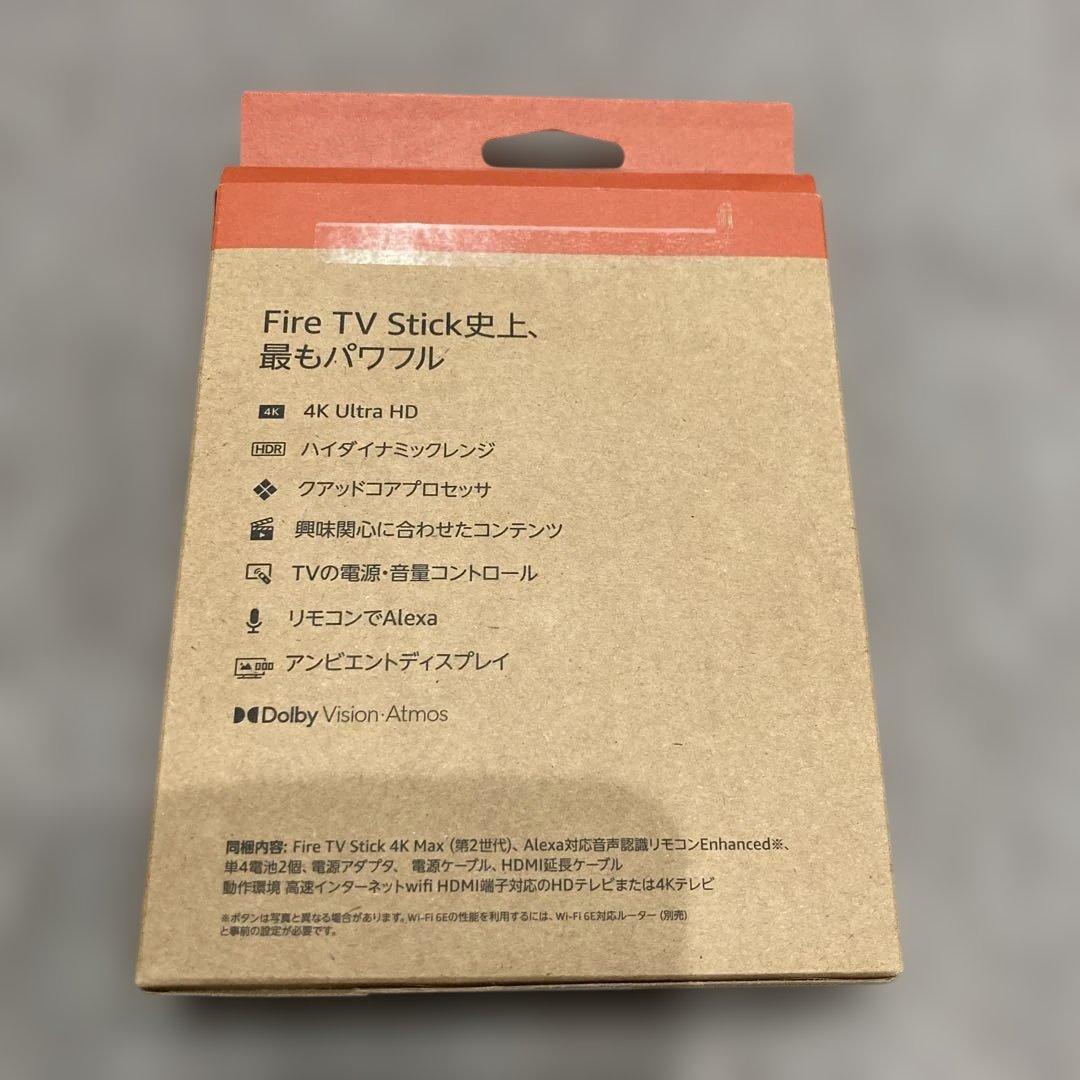 Fire TV Stick史上、
最もパワフル
4K 4K Ultra HD
HDR ハイダイナミックレンジ
クアッドコアプロセッサ
興味関心に合わせたコンテンツ
TVの電源・音量コントロール
リモコンでAlexa
アンビエントディスプレイ
Dolby Vision·Atmos
同梱内容: Fire TV Stick 4K Max (第2世代)、Alexa対応音声認識リモコンEnhanced※、
単4電池2個、電源アダプタ、 電源ケーブル、HDMI延長ケーブル
動作環境 高速インターネットwifi HDMI端子対応のHDテレビまたは4Kテレビ
※ボタンは写真と異なる場合があります。Wi-Fi 6Eの性能を利用するには、Wi-Fi 6E対応ルーター (別売)
と事前の設定が必要です。